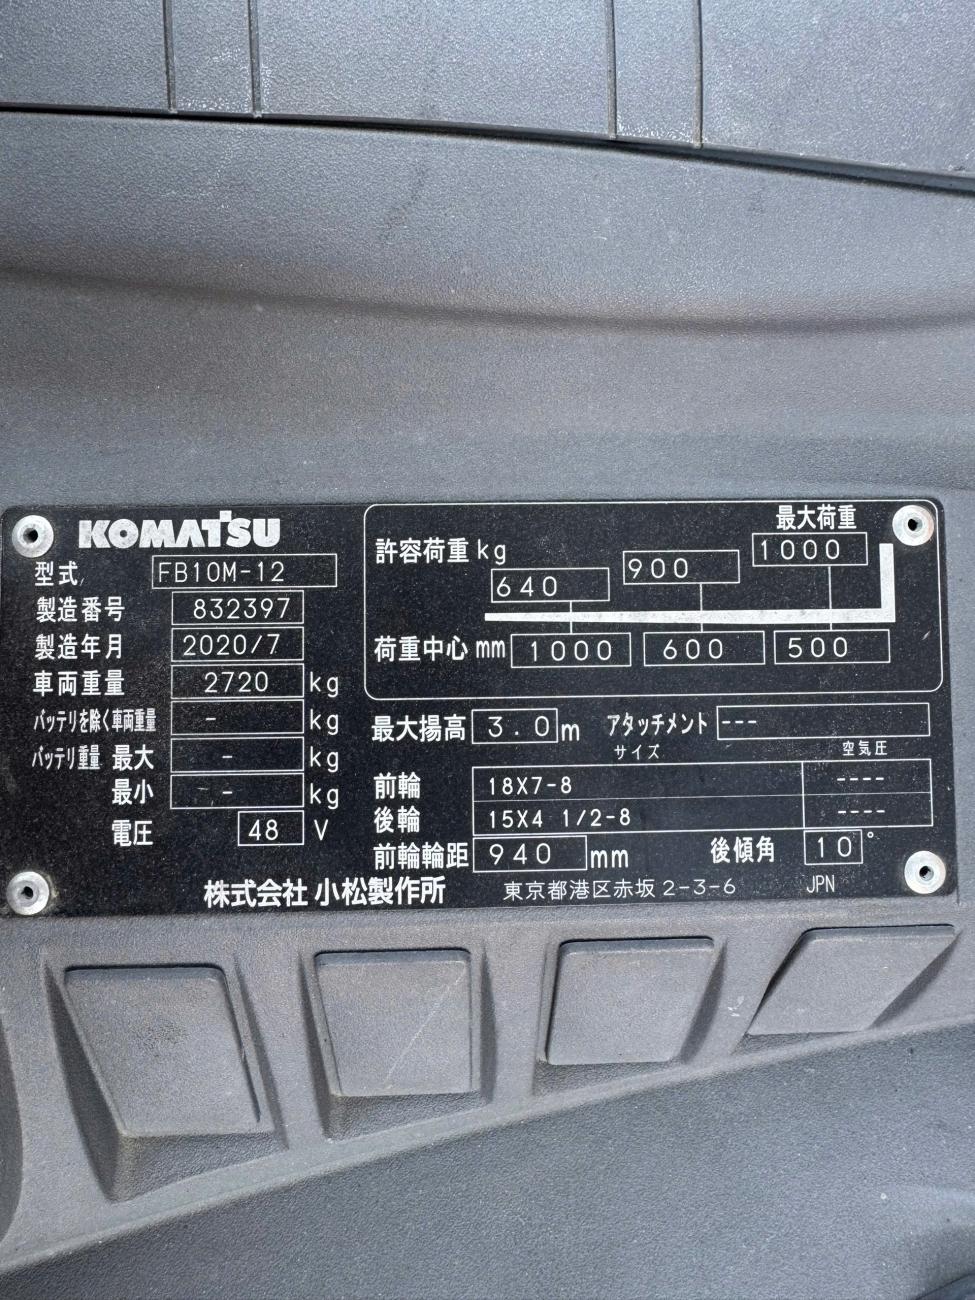 KOMATSU
型式 FB10M-12
製造番号 832397
製造年月 2020/7
車両重量 2720 kg
バッテリを除く車両重量 - kg
バッテリ重量 最大 - kg
最小 - kg
電圧 48 V
最大荷重
許容荷重 kg 640 900 1000
荷重中心 mm 1000 600 500
最大揚高 3.0 m アタッチメント ---
サイズ 空気圧
前輪 18X7-8 ----
後輪 15X4 1/2-8 ----
前輪輪距 940 mm 後傾角 10°
株式会社 小松製作所 東京都港区赤坂2-3-6 JPN